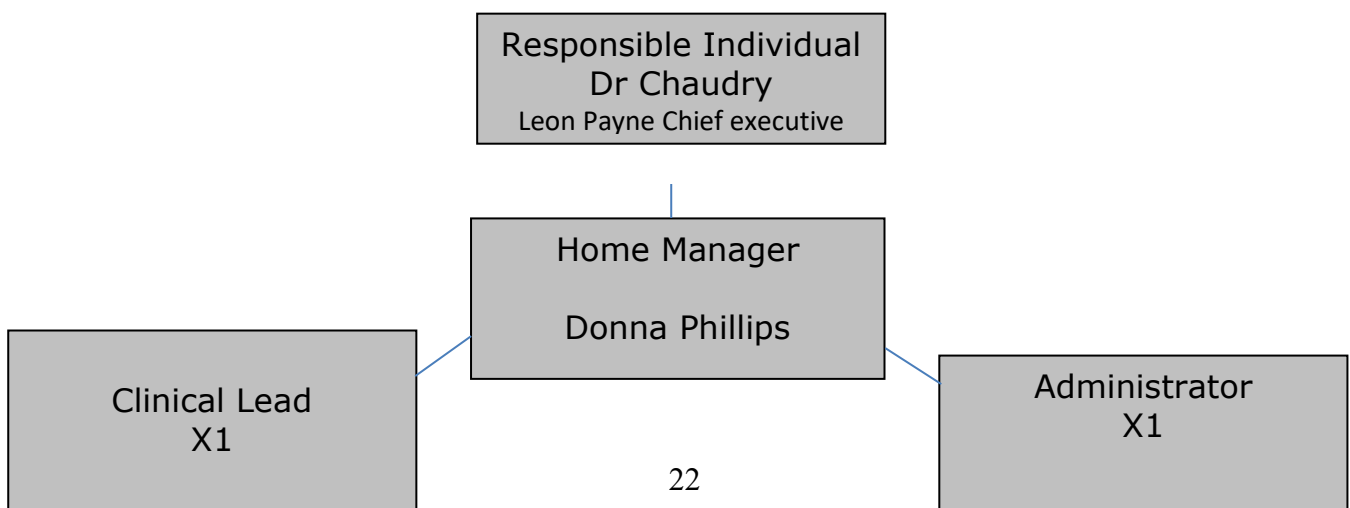 Responsible Individual
Dr Chaudry
Leon Payne Chief executive
Home Manager
Donna Phillips
Clinical Lead
X1
Administrator
X1
22